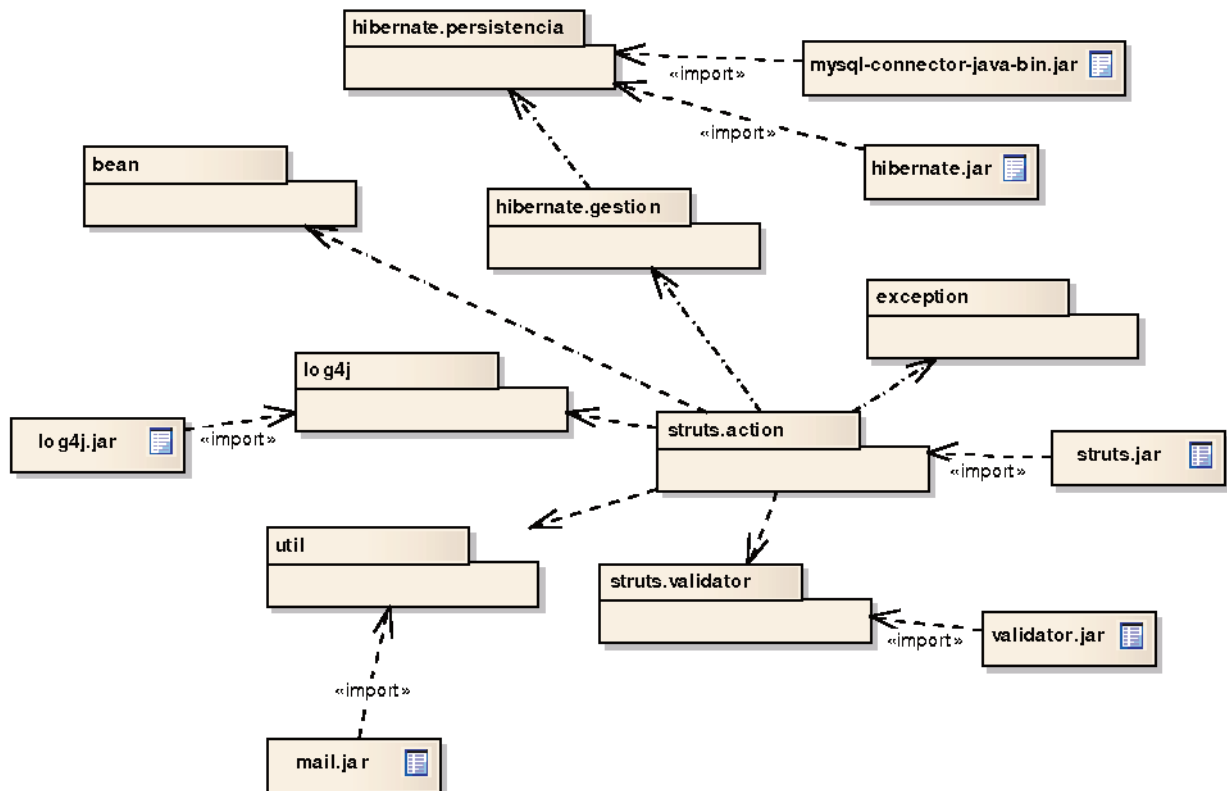 hibernate.persistencia
«import»
mysql-connector-java-bin.jar
«import»
hibernate.jar
bean
hibernate.gestion
exception
log4j
log4j.jar
«import»
struts.action
«import»
struts.jar
util
struts.validator
«import»
validator.jar
«import»
mail.jar